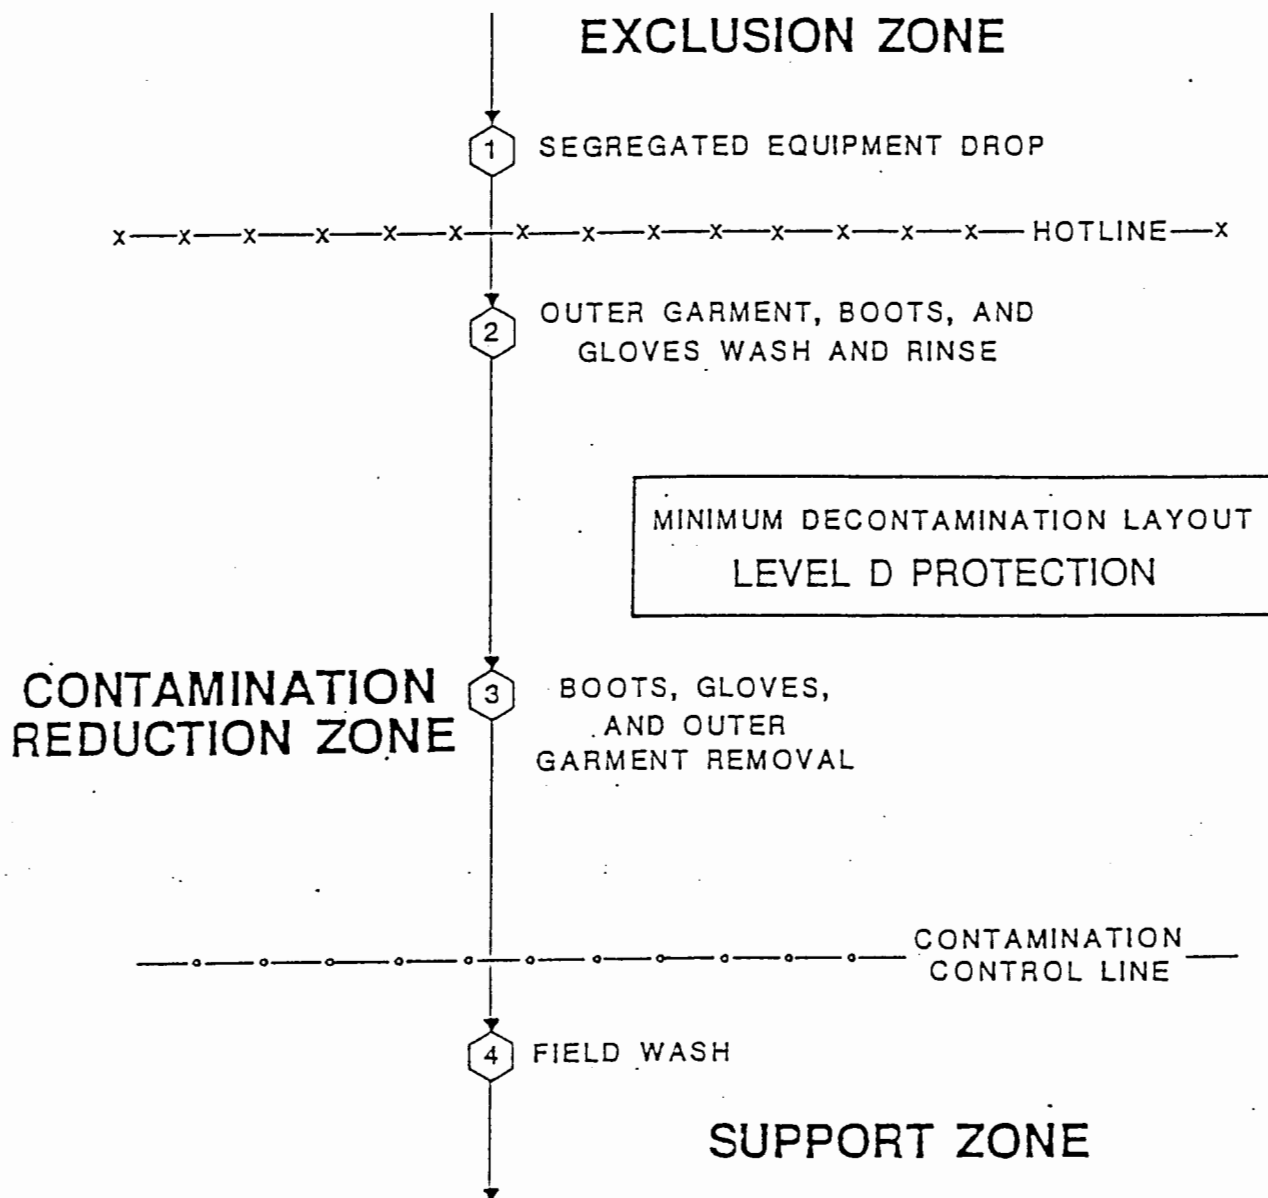 EXCLUSION ZONE
1 SEGREGATED EQUIPMENT DROP
X X X X X X X X X X X X X X HOTLINE X
2 OUTER GARMENT, BOOTS, AND
GLOVES WASH AND RINSE
MINIMUM DECONTAMINATION LAYOUT
LEVEL D PROTECTION
CONTAMINATION
REDUCTION ZONE
3 BOOTS, GLOVES,
AND OUTER
GARMENT REMOVAL
CONTAMINATION
CONTROL LINE
4 FIELD WASH
SUPPORT ZONE